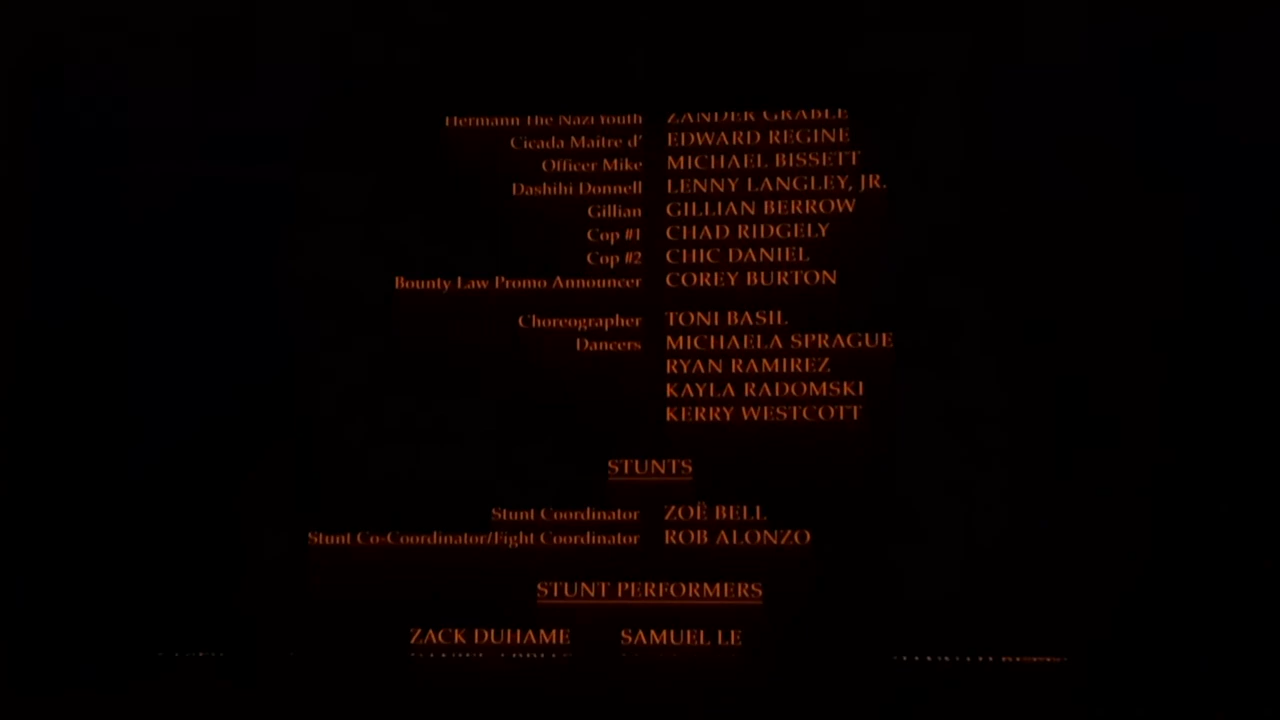 Hermann The Nazi Youth ZANDER GRABLE
Cicada Maitre d' EDWARD REGINE
Officer Mike MICHAEL BISSETT
Dashihi Donnell LENNY LANGLEY, JR.
Gillian GILLIAN BERROW
Cop #1 CHAD RIDGELY
Cop #2 CHIC DANIEL
Bounty Law Promo Announcer COREY BURTON
Choreographer TONI BASIL
Dancers MICHAELA SPRAGUE
RYAN RAMIREZ
KAYLA RADOMSKI
KERRY WESTCOTT
STUNTS
Stunt Coordinator ZOË BELL
Stunt Co-Coordinator/Fight Coordinator ROB ALONZO
STUNT PERFORMERS
ZACK DUHAME SAMUEL LE